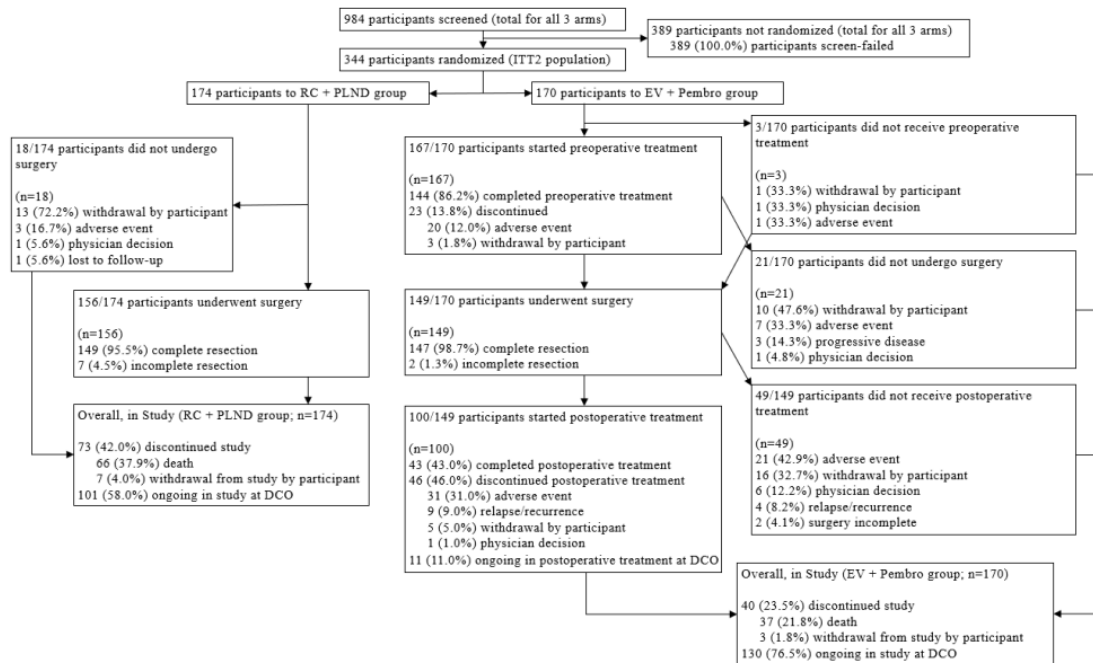 984 participants screened (total for all 3 arms)
389 participants not randomized (total for all 3 arms)
389 (100.0%) participants screen-failed
344 participants randomized (ITT2 population)
174 participants to RC + PLND group
170 participants to EV + Pembro group
18/174 participants did not undergo
surgery
(n=18)
13 (72.2%) withdrawal by participant
3 (16.7%) adverse event
1 (5.6%) physician decision
1 (5.6%) lost to follow-up
167/170 participants started preoperative treatment
(n=167)
144 (86.2%) completed preoperative treatment
23 (13.8%) discontinued
20 (12.0%) adverse event
3 (1.8%) withdrawal by participant
3/170 participants did not receive preoperative
treatment
(n=3)
1 (33.3%) withdrawal by participant
1 (33.3%) physician decision
1 (33.3%) adverse event
21/170 participants did not undergo surgery
(n=21)
10 (47.6%) withdrawal by participant
7 (33.3%) adverse event
3 (14.3%) progressive disease
1 (4.8%) physician decision
156/174 participants underwent surgery
(n=156)
149 (95.5%) complete resection
7 (4.5%) incomplete resection
149/170 participants underwent surgery
(n=149)
147 (98.7%) complete resection
2 (1.3%) incomplete resection
49/149 participants did not receive postoperative
treatment
(n=49)
21 (42.9%) adverse event
16 (32.7%) withdrawal by participant
6 (12.2%) physician decision
4 (8.2%) relapse/recurrence
2 (4.1%) surgery incomplete
Overall, in Study (RC + PLND group; n=174)
73 (42.0%) discontinued study
66 (37.9%) death
7 (4.0%) withdrawal from study by participant
101 (58.0%) ongoing in study at DCO
100/149 participants started postoperative treatment
(n=100)
43 (43.0%) completed postoperative treatment
46 (46.0%) discontinued postoperative treatment
31 (31.0%) adverse event
9 (9.0%) relapse/recurrence
5 (5.0%) withdrawal by participant
1 (1.0%) physician decision
11 (11.0%) ongoing in postoperative treatment at DCO
Overall, in Study (EV + Pembro group; n=170)
40 (23.5%) discontinued study
37 (21.8%) death
3 (1.8%) withdrawal from study by participant
130 (76.5%) ongoing in study at DCO